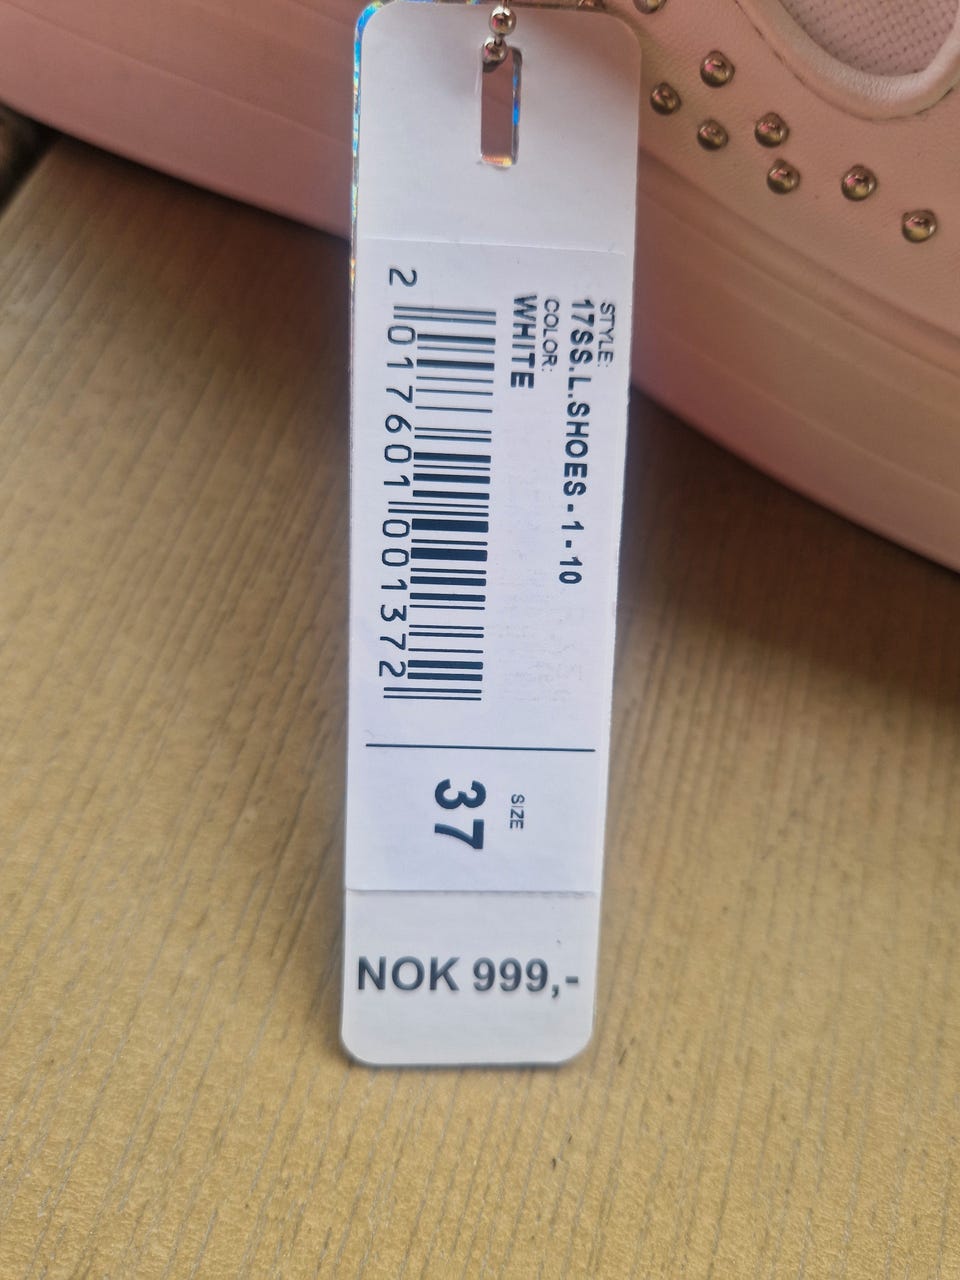 STYLE:
17SS.L.SHOES-1-10
COLOR:
WHITE
2 017601 001372
SIZE
37
NOK 999,-